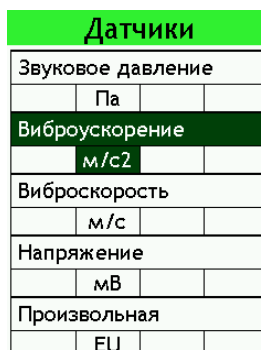 Датчики
Звуковое давление
Па
Виброускорение
м/с2
Виброскорость
м/с
Напряжение
мВ
Произвольная
EU